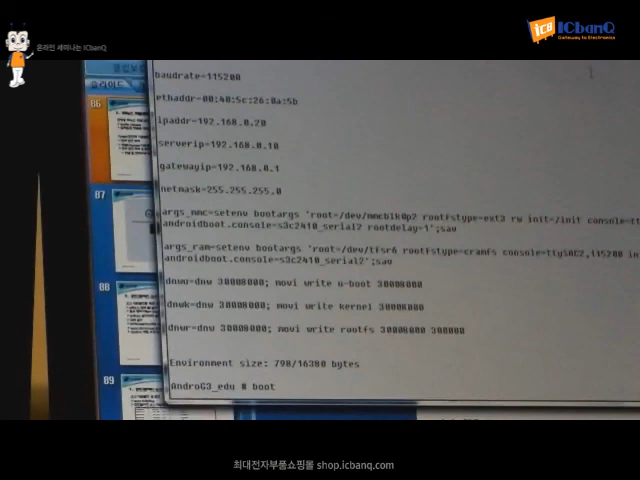 ICbanQ
Gateway to Electronics
온라인 세미나는 ICbanQ
슬라이드
86
87
88
89
baudrate=115200
ethaddr=00:40:5c:26:0a:5b
ipaddr=192.168.0.20
serverip=192.168.0.10
gatewayip=192.168.0.1
netmask=255.255.255.0
args_mmc=setenv bootargs 'root=/dev/mmcblk0p2 rootfstype=ext3 rw init=/init console=tt
androidboot.console=s3c2410_serial2 rootdelay=1';sav
args_ram=setenv bootargs 'root=/dev/tfsr6 rootfstype=cramfs console=ttySAC2,115200 in
androidboot.console=s3c2410_serial2';sav
dnwu=dnw 30008000; movi write u-boot 30008000
dnwk=dnw 30008000; movi write kernel 30008000
dnwr=dnw 30008000; movi write rootfs 30008000 300000
Environment size: 790/16380 bytes
AndroG3_edu # boot
최대전자부품쇼핑몰 shop.icbanq.com